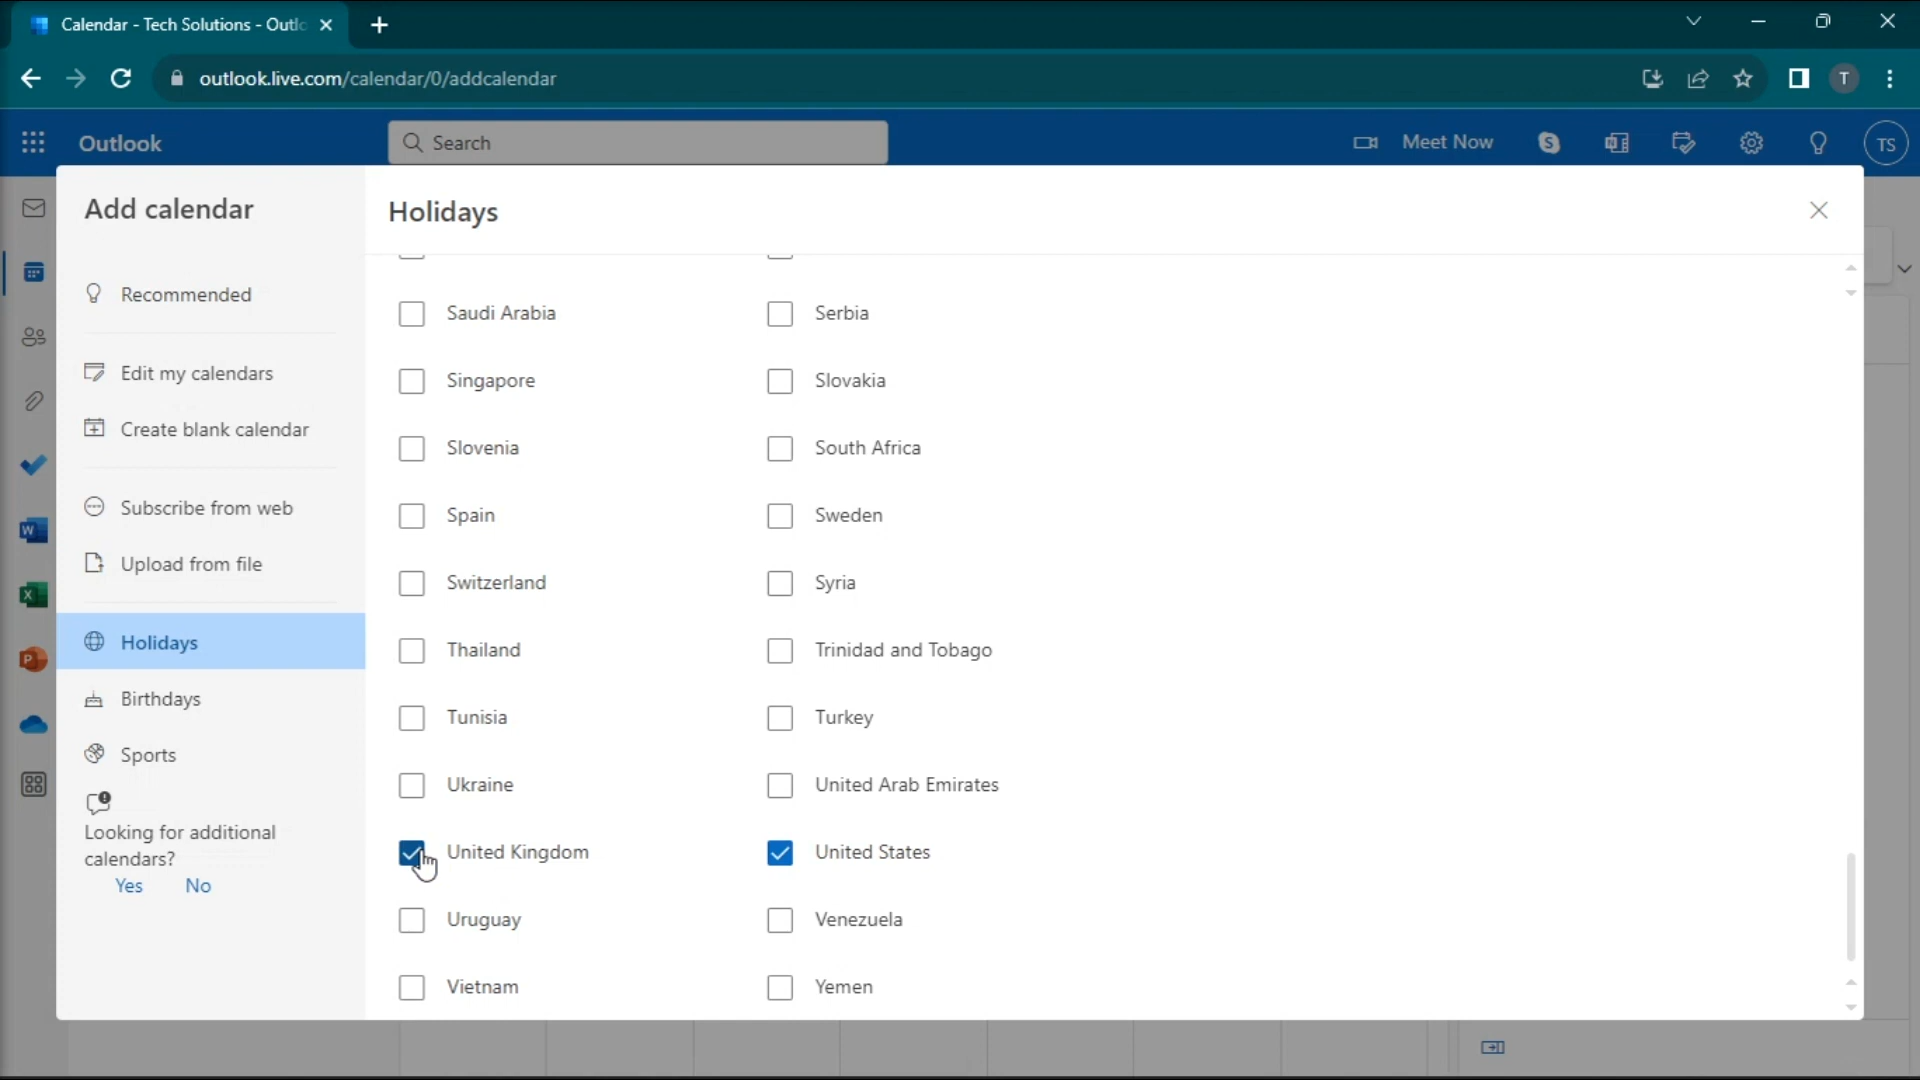 Calendar - Tech Solutions - Outlo
outlook.live.com/calendar/0/addcalendar
T
Outlook
Search
Meet Now
TS
Add calendar
Holidays
Recommended
Edit my calendars
Create blank calendar
Subscribe from web
Upload from file
Holidays
Birthdays
Sports
Looking for additional
calendars?
Yes No
Saudi Arabia Serbia
Singapore Slovakia
Slovenia South Africa
Spain Sweden
Switzerland Syria
Thailand Trinidad and Tobago
Tunisia Turkey
Ukraine United Arab Emirates
United Kingdom United States
Uruguay Venezuela
Vietnam Yemen